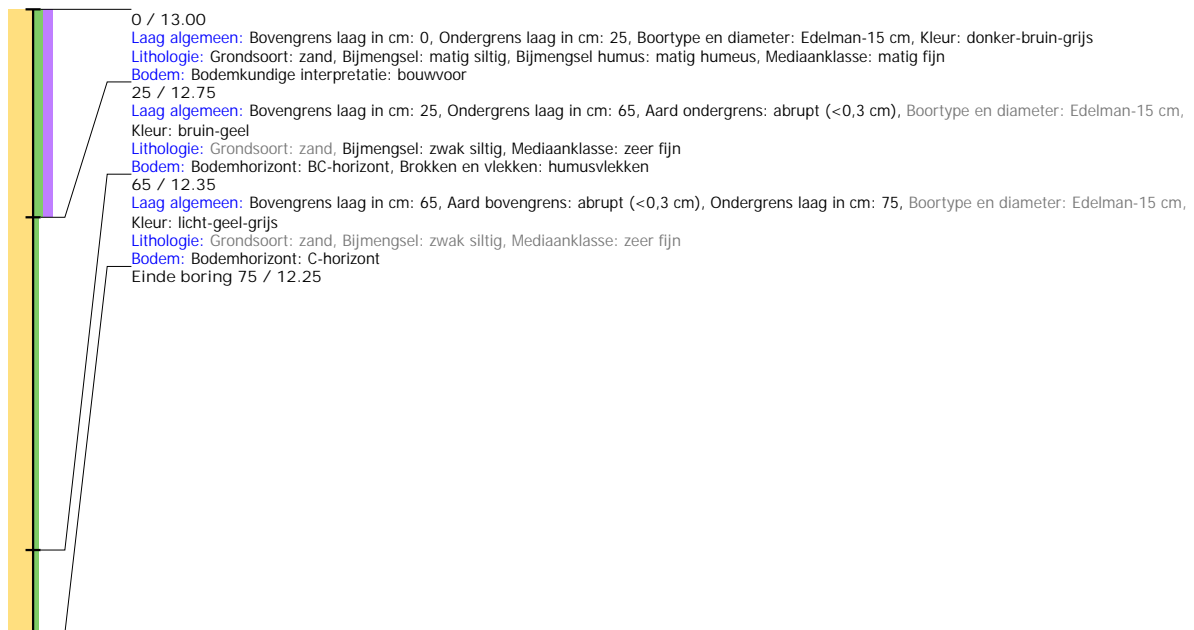 0 / 13.00
Laag algemeen: Bovengrens laag in cm: 0, Ondergrens laag in cm: 25, Boortype en diameter: Edelman-15 cm, Kleur: donker-bruin-grijs
Lithologie: Grondsoort: zand, Bijmengsel: matig siltig, Bijmengsel humus: matig humeus, Mediaanklasse: matig fijn
Bodem: Bodemkundige interpretatie: bouwvoor
25 / 12.75
Laag algemeen: Bovengrens laag in cm: 25, Ondergrens laag in cm: 65, Aard ondergrens: abrupt (<0,3 cm), Boortype en diameter: Edelman-15 cm,
Kleur: bruin-geel
Lithologie: Grondsoort: zand, Bijmengsel: zwak siltig, Mediaanklasse: zeer fijn
Bodem: Bodemhorizont: BC-horizont, Brokken en vlekken: humusvlekken
65 / 12.35
Laag algemeen: Bovengrens laag in cm: 65, Aard bovengrens: abrupt (<0,3 cm), Ondergrens laag in cm: 75, Boortype en diameter: Edelman-15 cm,
Kleur: licht-geel-grijs
Lithologie: Grondsoort: zand, Bijmengsel: zwak siltig, Mediaanklasse: zeer fijn
Bodem: Bodemhorizont: C-horizont
Einde boring 75 / 12.25